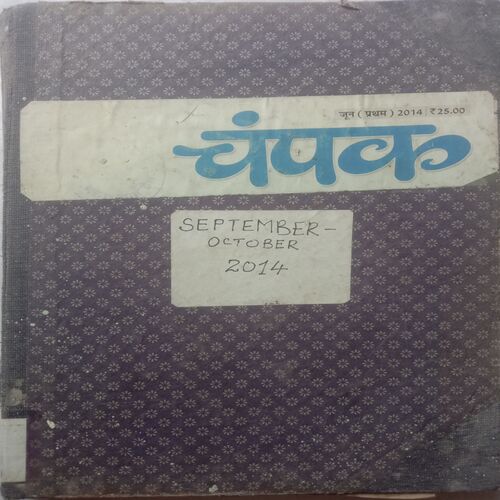 जून ( प्रथम ) 2014 | ₹ 25.00
चंपक
SEPTEMBER-
OCTOBER
2014